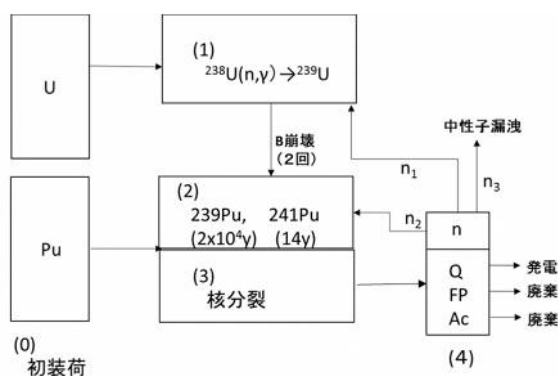 U
(1)
²³⁸U(n,γ)→²³⁹U
B崩壊
(2回)
中性子漏洩
n₁
n₃
n₂
n
(2)
239Pu, 241Pu
(2x10⁴y) (14y)
Pu
(3)
核分裂
Q
FP
Ac
発電
廃棄
廃棄
(4)
(0)
初装荷